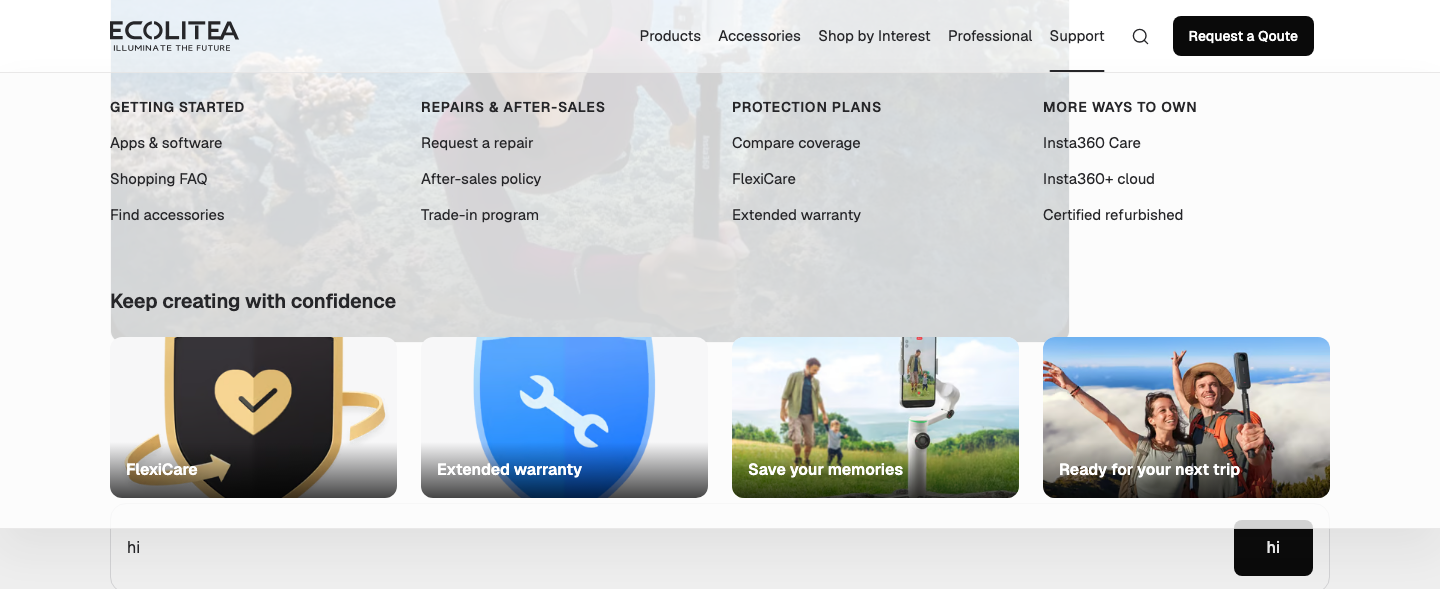 ECOLITEA
ILLUMINATE THE FUTURE
Products Accessories Shop by Interest Professional Support Request a Qoute
GETTING STARTED
Apps & software
Shopping FAQ
Find accessories
REPAIRS & AFTER-SALES
Request a repair
After-sales policy
Trade-in program
PROTECTION PLANS
Compare coverage
FlexiCare
Extended warranty
MORE WAYS TO OWN
Insta360 Care
Insta360+ cloud
Certified refurbished
Keep creating with confidence
FlexiCare
Extended warranty
Save your memories
Ready for your next trip
hi
hi